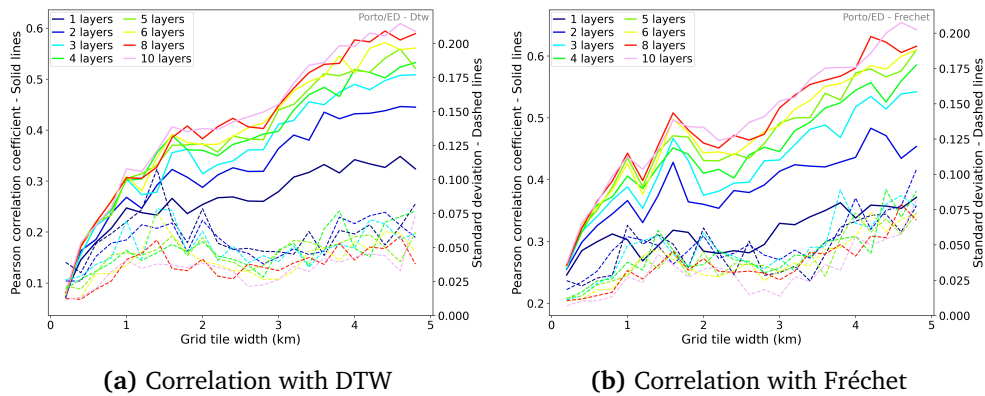 Porto/ED - Dtw
1 layers
2 layers
3 layers
4 layers
5 layers
6 layers
8 layers
10 layers
Pearson correlation coefficient - Solid lines
0.6
0.5
0.4
0.3
0.2
0.1
Standard deviation - Dashed lines
0.200
0.175
0.150
0.125
0.100
0.075
0.050
0.025
0.000
0 1 2 3 4 5
Grid tile width (km)
(a) Correlation with DTW
Porto/ED - Frechet
1 layers
2 layers
3 layers
4 layers
5 layers
6 layers
8 layers
10 layers
Pearson correlation coefficient - Solid lines
0.6
0.5
0.4
0.3
0.2
Standard deviation - Dashed lines
0.200
0.175
0.150
0.125
0.100
0.075
0.050
0.025
0.000
0 1 2 3 4 5
Grid tile width (km)
(b) Correlation with Fréchet